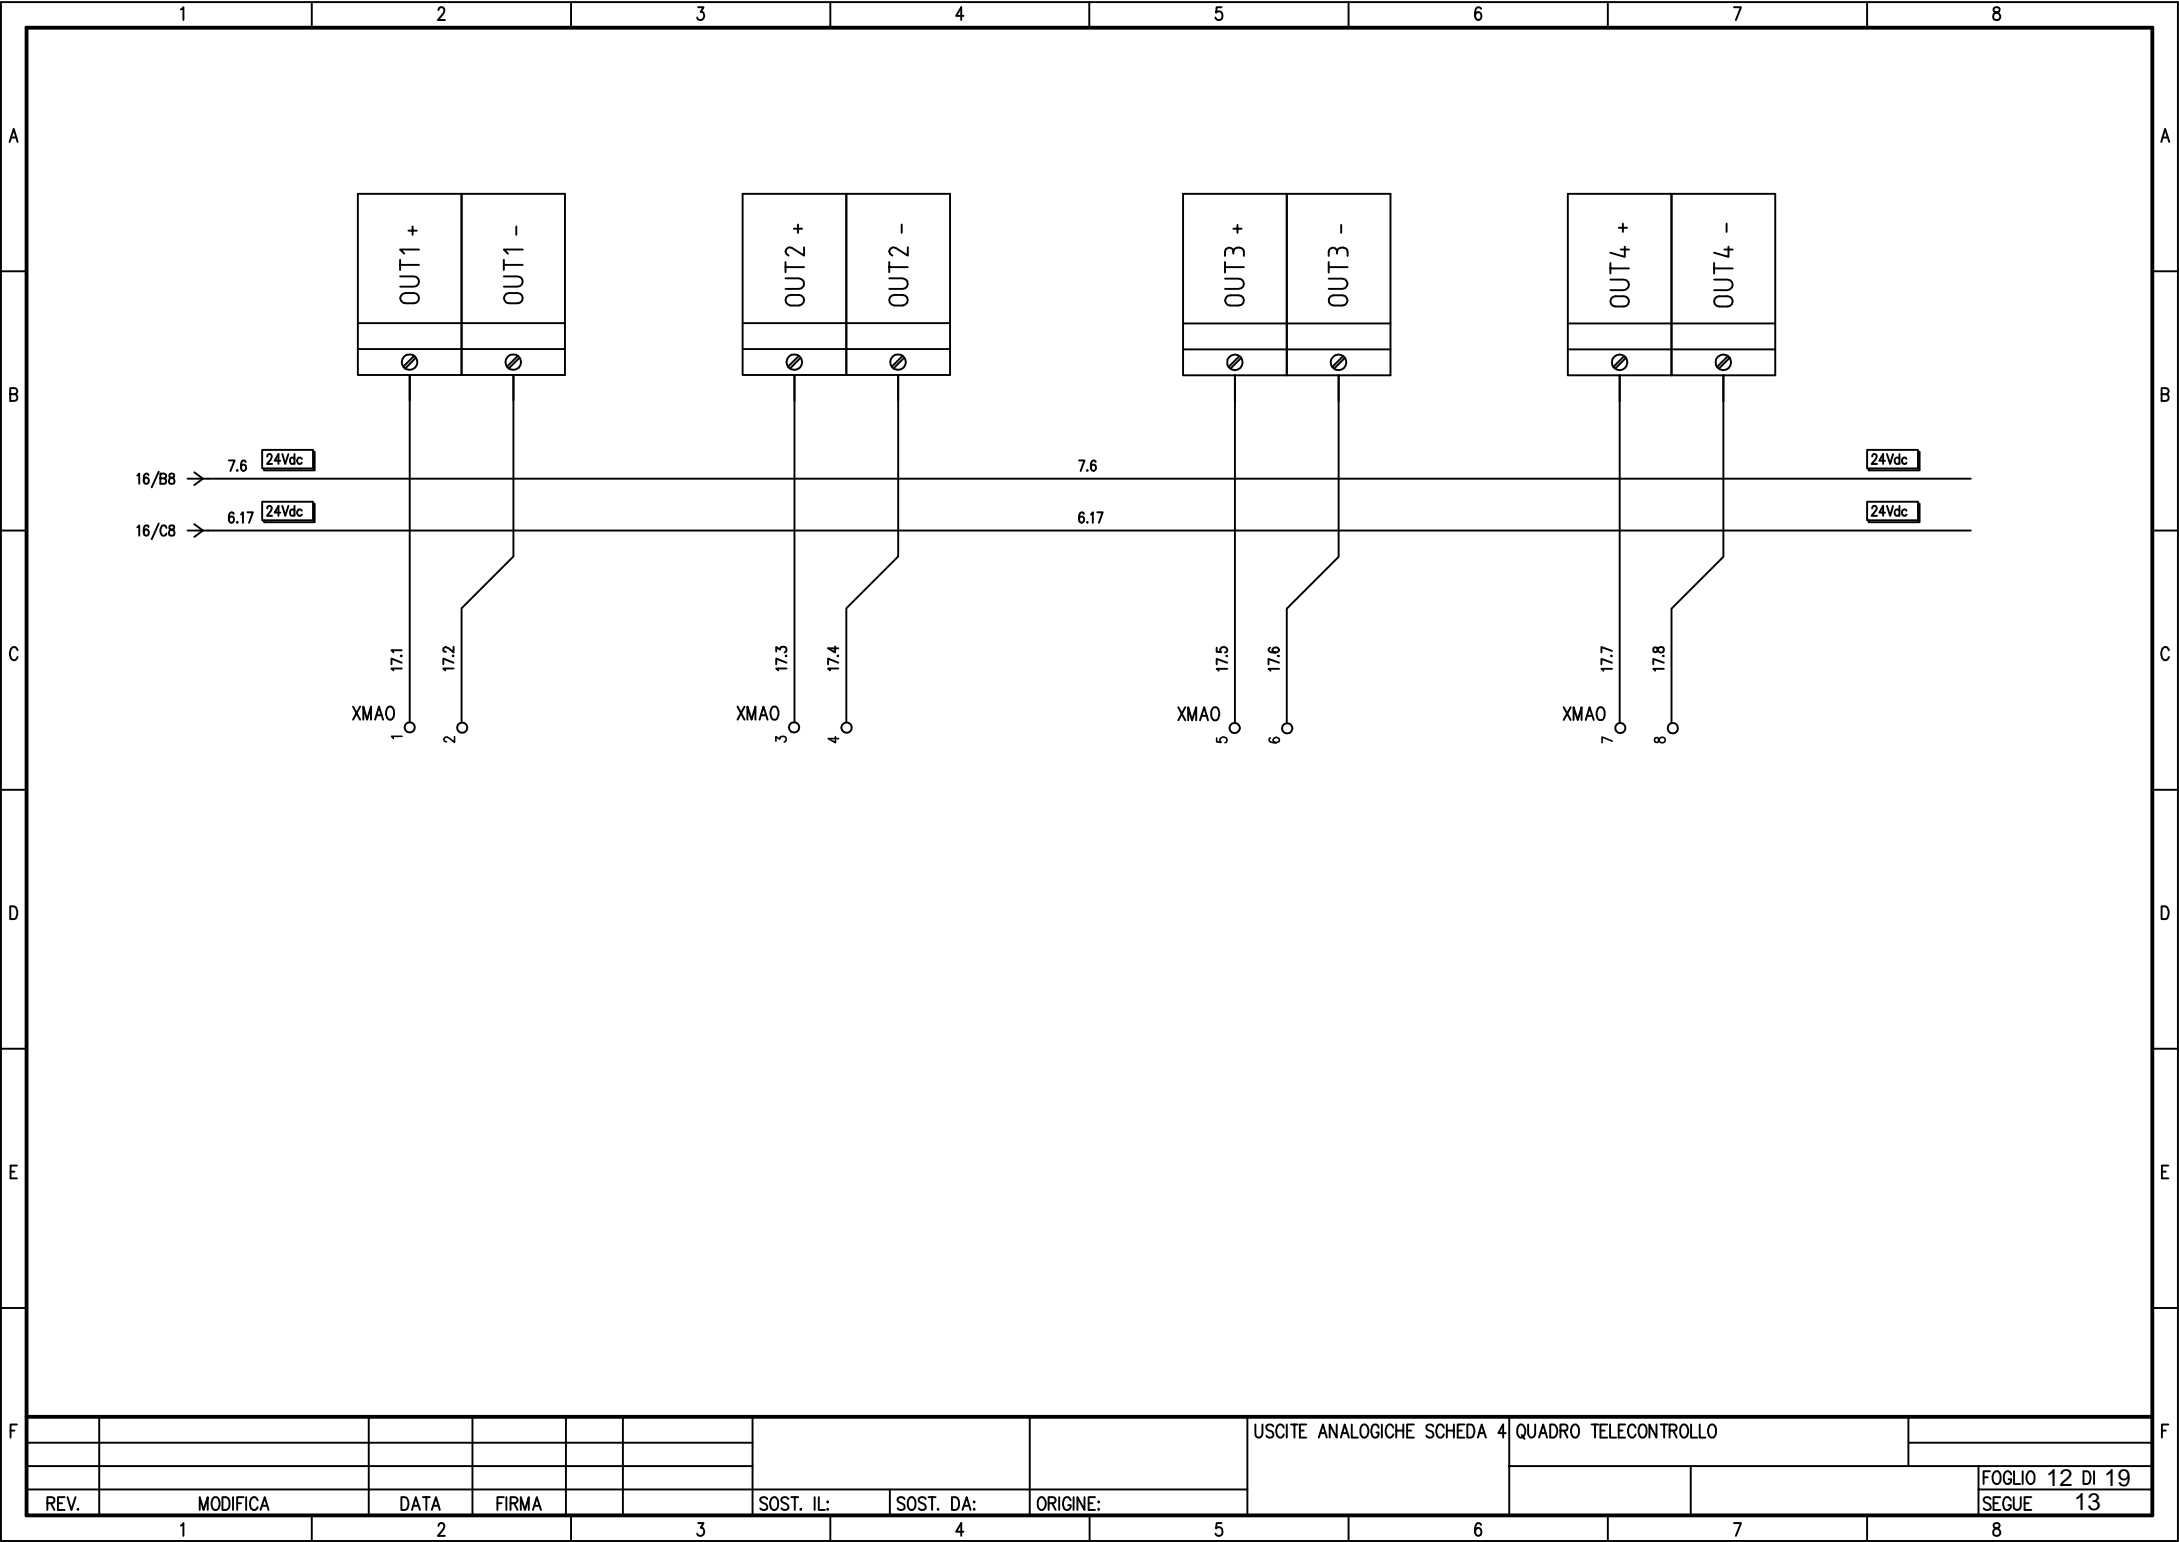 1 2 3 4 5 6 7 8
A A
OUT1 + OUT1 - OUT2 + OUT2 - OUT3 + OUT3 - OUT4 + OUT4 -
B B
16/B8 7.6 24Vdc 7.6 24Vdc
16/C8 6.17 24Vdc 6.17 24Vdc
C C
17.1 17.2 17.3 17.4 17.5 17.6 17.7 17.8
XMAO XMAO XMAO XMAO
1 2 3 4 5 6 7 8
D D
E E
F F
USCITE ANALOGICHE SCHEDA 4 QUADRO TELECONTROLLO
FOGLIO 12 DI 19
REV. MODIFICA DATA FIRMA SOST. IL: SOST. DA: ORIGINE: SEGUE 13
1 2 3 4 5 6 7 8